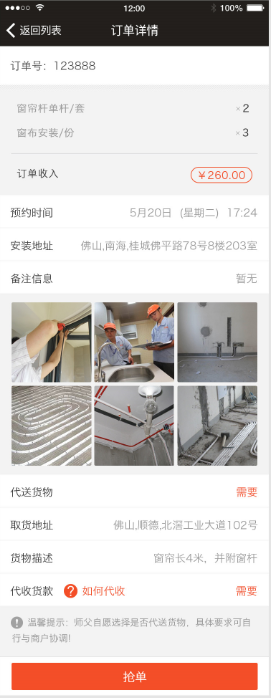 12:00
100%
返回列表
订单详情
订单号：123888
窗帘杆单杆/套 ×2
窗布安装/份 ×3
订单收入 ￥260.00
预约时间 5月20日（星期二）17:24
安装地址 佛山,南海,桂城佛平路78号8楼203室
备注信息 暂无
代送货物 需要
取货地址 佛山,顺德,北滘工业大道102号
货物描述 窗帘长4米，并附窗杆
代收货款 ? 如何代收 需要
! 温馨提示：师父自愿选择是否代送货物，具体要求可自
行与商户协调!
抢单